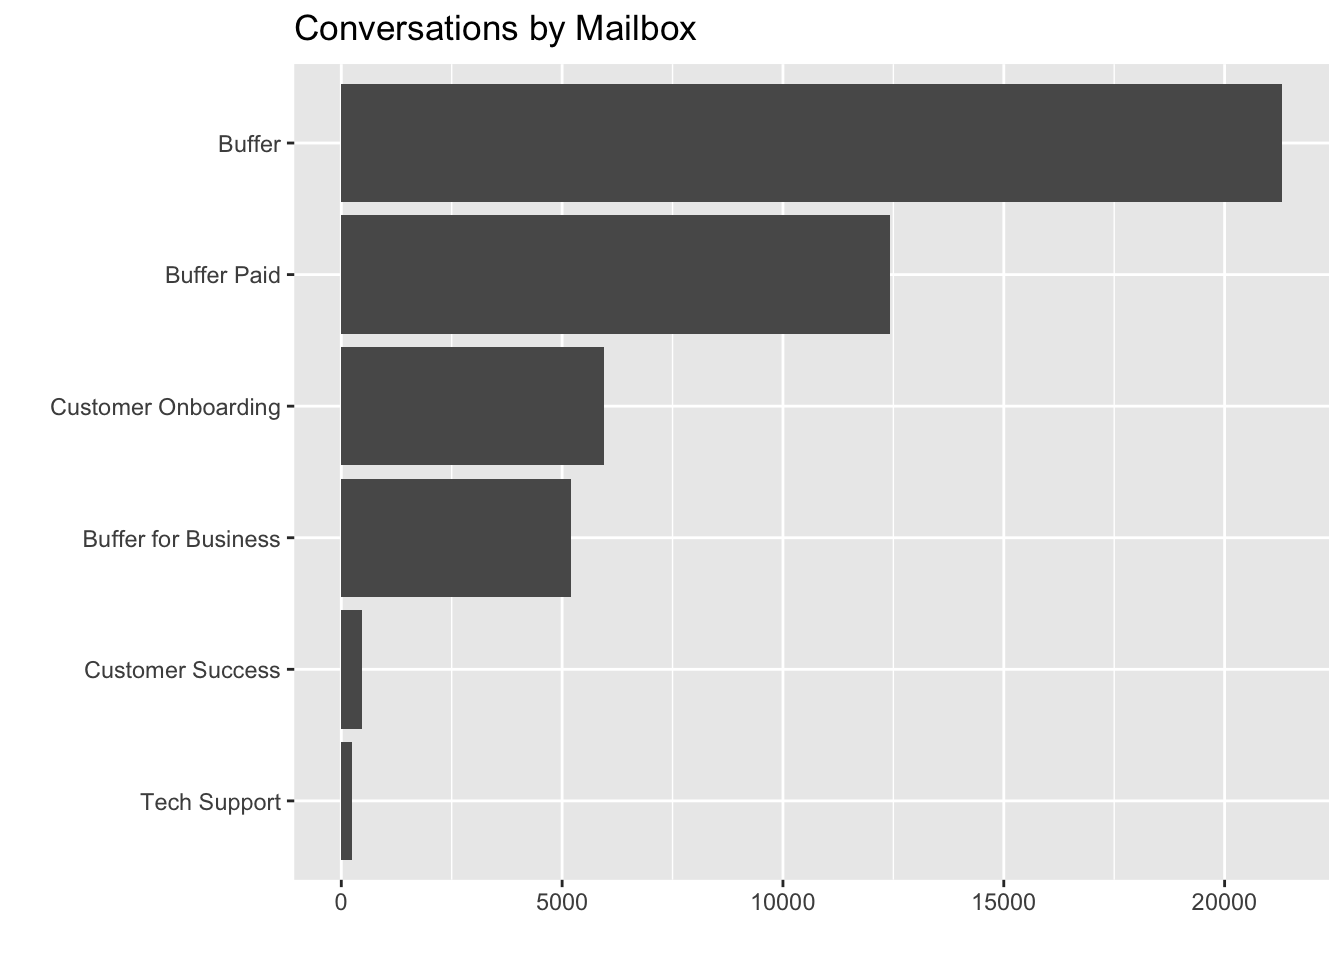 Conversations by Mailbox
Buffer
Buffer Paid
Customer Onboarding
Buffer for Business
Customer Success
Tech Support
0 5000 10000 15000 20000